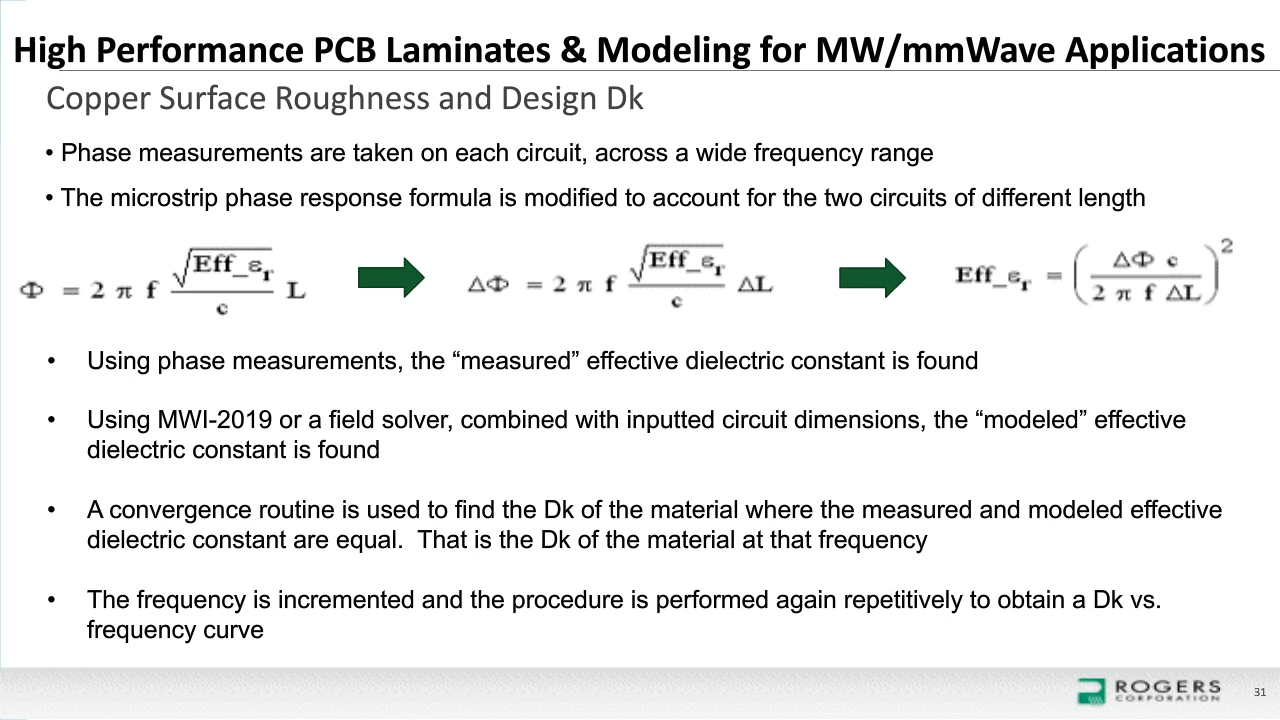 High Performance PCB Laminates & Modeling for MW/mmWave Applications
Copper Surface Roughness and Design Dk
• Phase measurements are taken on each circuit, across a wide frequency range
• The microstrip phase response formula is modified to account for the two circuits of different length
Φ = 2 π f √Eff_εr / c L
ΔΦ = 2 π f √Eff_εr / c ΔL
Eff_εr = (ΔΦ c / 2 π f ΔL)²
• Using phase measurements, the “measured” effective dielectric constant is found
• Using MWI-2019 or a field solver, combined with inputted circuit dimensions, the “modeled” effective
dielectric constant is found
• A convergence routine is used to find the Dk of the material where the measured and modeled effective
dielectric constant are equal.  That is the Dk of the material at that frequency
• The frequency is incremented and the procedure is performed again repetitively to obtain a Dk vs.
frequency curve
ROGERS
CORPORATION
31